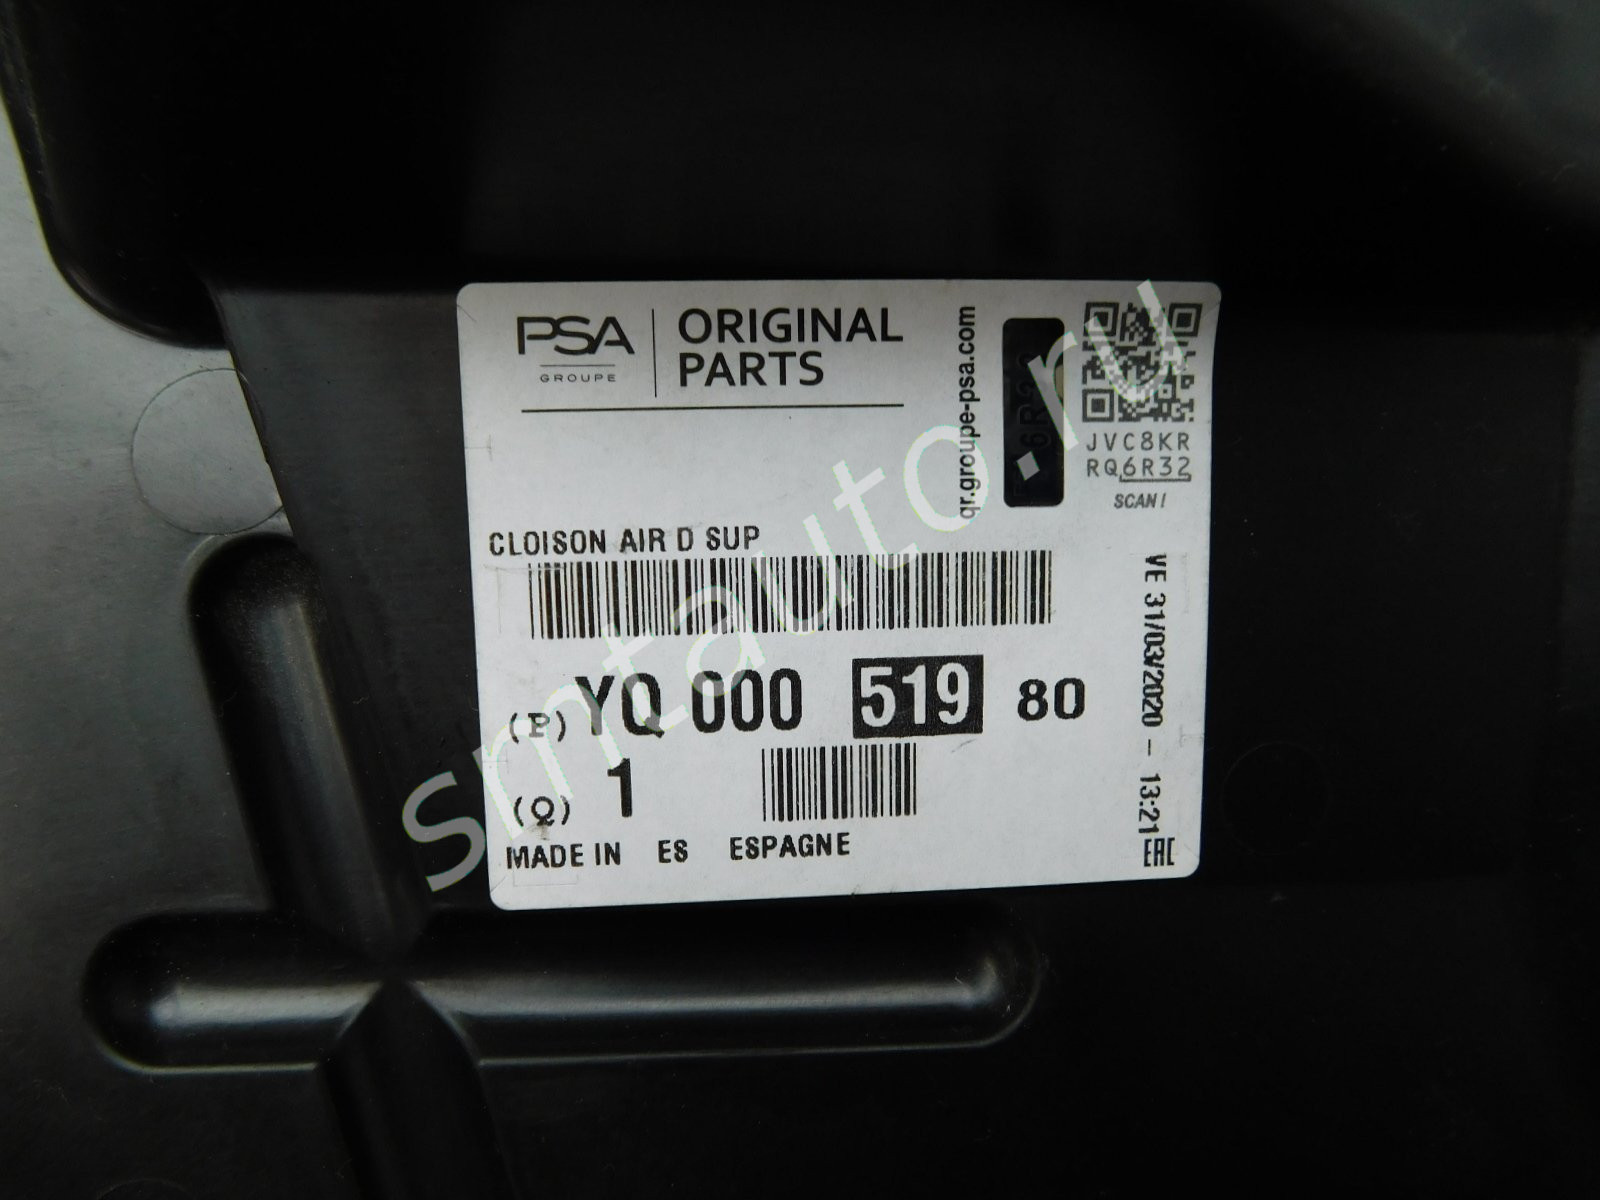 PSA
GROUPE
ORIGINAL
PARTS
qr.groupe-psa.com
JVC8KR
RQ6R32
SCAN!
CLOISON AIR D SUP
(P) YQ 000 519 80
(Q) 1
MADE IN ES ESPAGNE
VE 31/03/2020 - 13:21
EAC
smtauto.ru